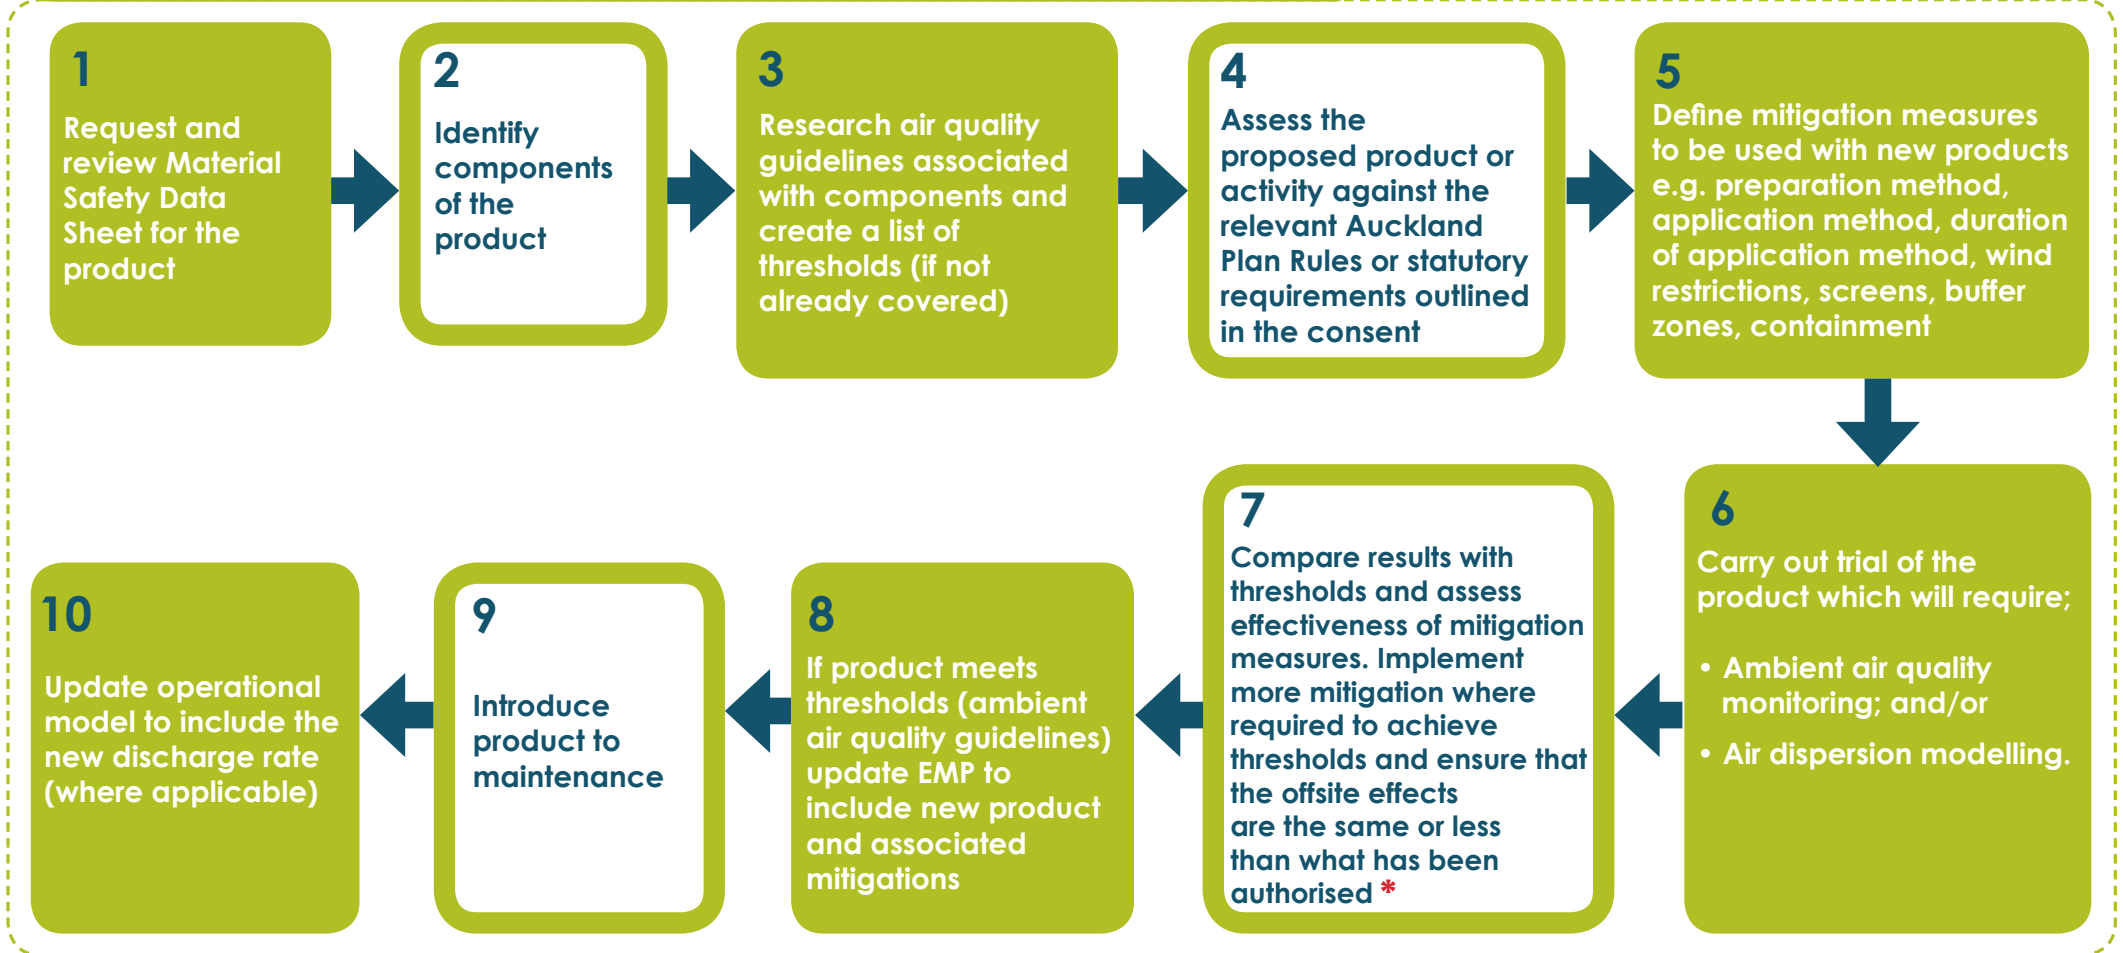 1
Request and
review Material
Safety Data
Sheet for the
product
2
Identify
components
of the
product
3
Research air quality
guidelines associated
with components and
create a list of
thresholds (if not
already covered)
4
Assess the
proposed product or
activity against the
relevant Auckland
Plan Rules or statutory
requirements outlined
in the consent
5
Define mitigation measures
to be used with new products
e.g. preparation method,
application method, duration
of application method, wind
restrictions, screens, buffer
zones, containment
6
Carry out trial of the
product which will require;
• Ambient air quality
monitoring; and/or
• Air dispersion modelling.
7
Compare results with
thresholds and assess
effectiveness of mitigation
measures. Implement
more mitigation where
required to achieve
thresholds and ensure that
the offsite effects
are the same or less
than what has been
authorised *
8
If product meets
thresholds (ambient
air quality guidelines)
update EMP to
include new product
and associated
mitigations
9
Introduce
product to
maintenance
10
Update operational
model to include the
new discharge rate
(where applicable)